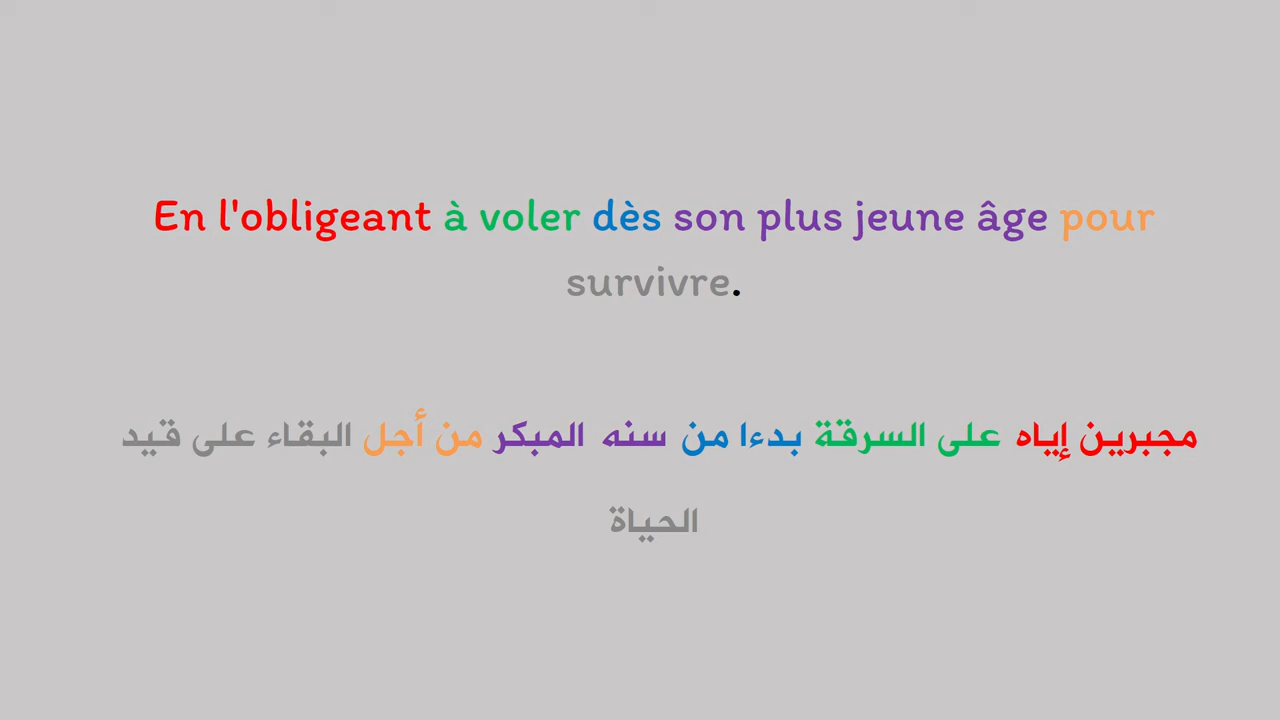 En l'obligeant à voler dès son plus jeune âge pour
survivre.
مجبرين إياه على السرقة بدءا من سنه المبكر من أجل البقاء على قيد
الحياة